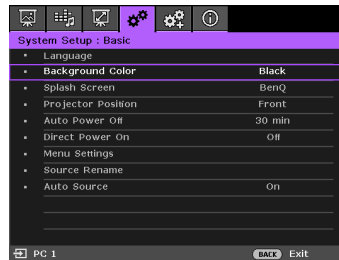 System Setup : Basic
Language
Background Color Black
Splash Screen BenQ
Projector Position Front
Auto Power Off 30 min
Direct Power On Off
Menu Settings
Source Rename
Auto Source On
PC 1 BACK Exit